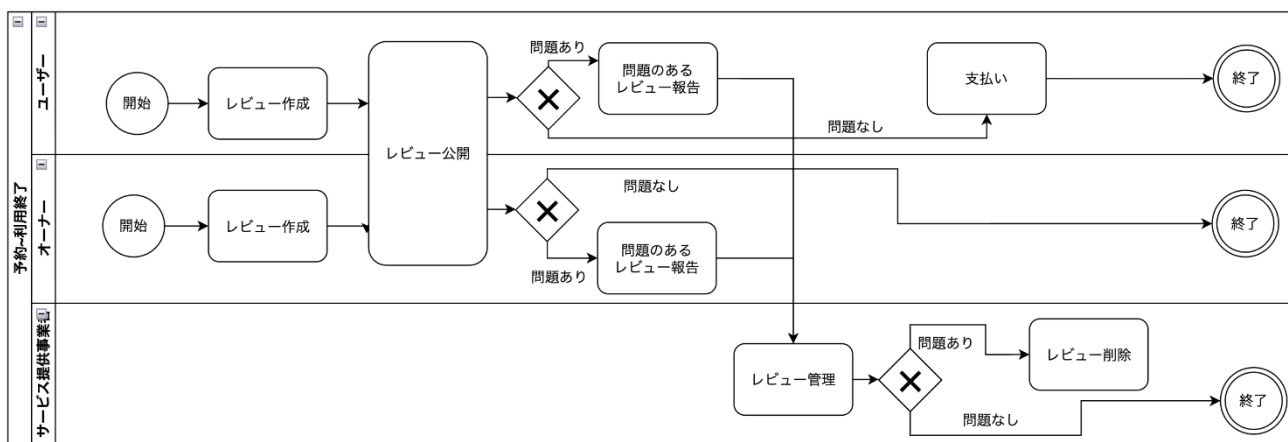 予約~利用終了
ユーザー
開始
レビュー作成
レビュー公開
問題あり
問題のある
レビュー報告
問題なし
支払い
終了
オーナー
開始
レビュー作成
問題なし
問題あり
問題のある
レビュー報告
終了
サービス提供事業者
レビュー管理
問題あり
レビュー削除
問題なし
終了